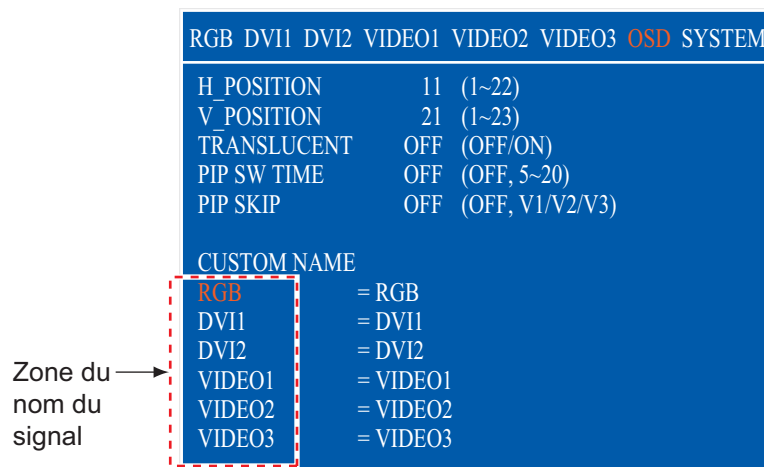 RGB DVI1 DVI2 VIDEO1 VIDEO2 VIDEO3 OSD SYSTEM
H_POSITION 11 (1~22)
V_POSITION 21 (1~23)
TRANSLUCENT OFF (OFF/ON)
PIP SW TIME OFF (OFF, 5~20)
PIP SKIP OFF (OFF, V1/V2/V3)
CUSTOM NAME
RGB = RGB
DVI1 = DVI1
DVI2 = DVI2
VIDEO1 = VIDEO1
VIDEO2 = VIDEO2
VIDEO3 = VIDEO3
Zone du
nom du
signal